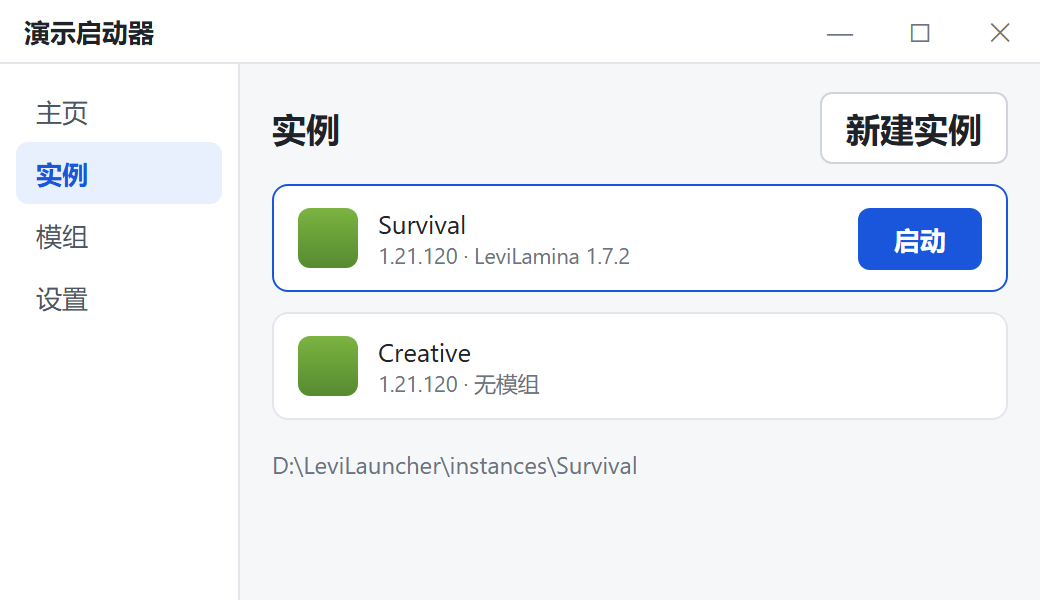 演示启动器
主页
实例
模组
设置
实例
新建实例
Survival
1.21.120 · LeviLamina 1.7.2
启动
Creative
1.21.120 · 无模组
D:\LeviLauncher\instances\Survival